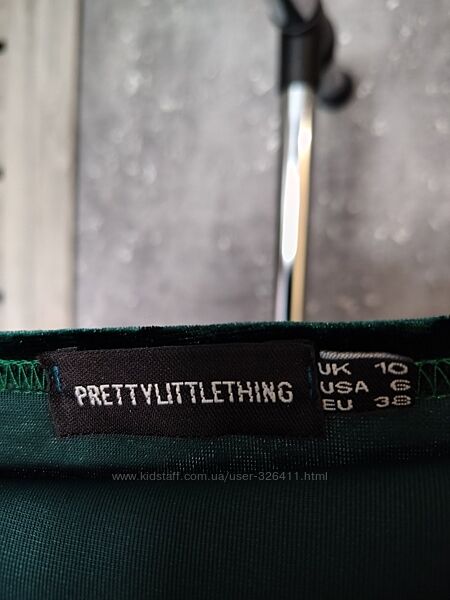 PRETTYLITTLETHING
UK 10
USA 6
EU 38
www.kidstaff.com.ua/user-326411.html